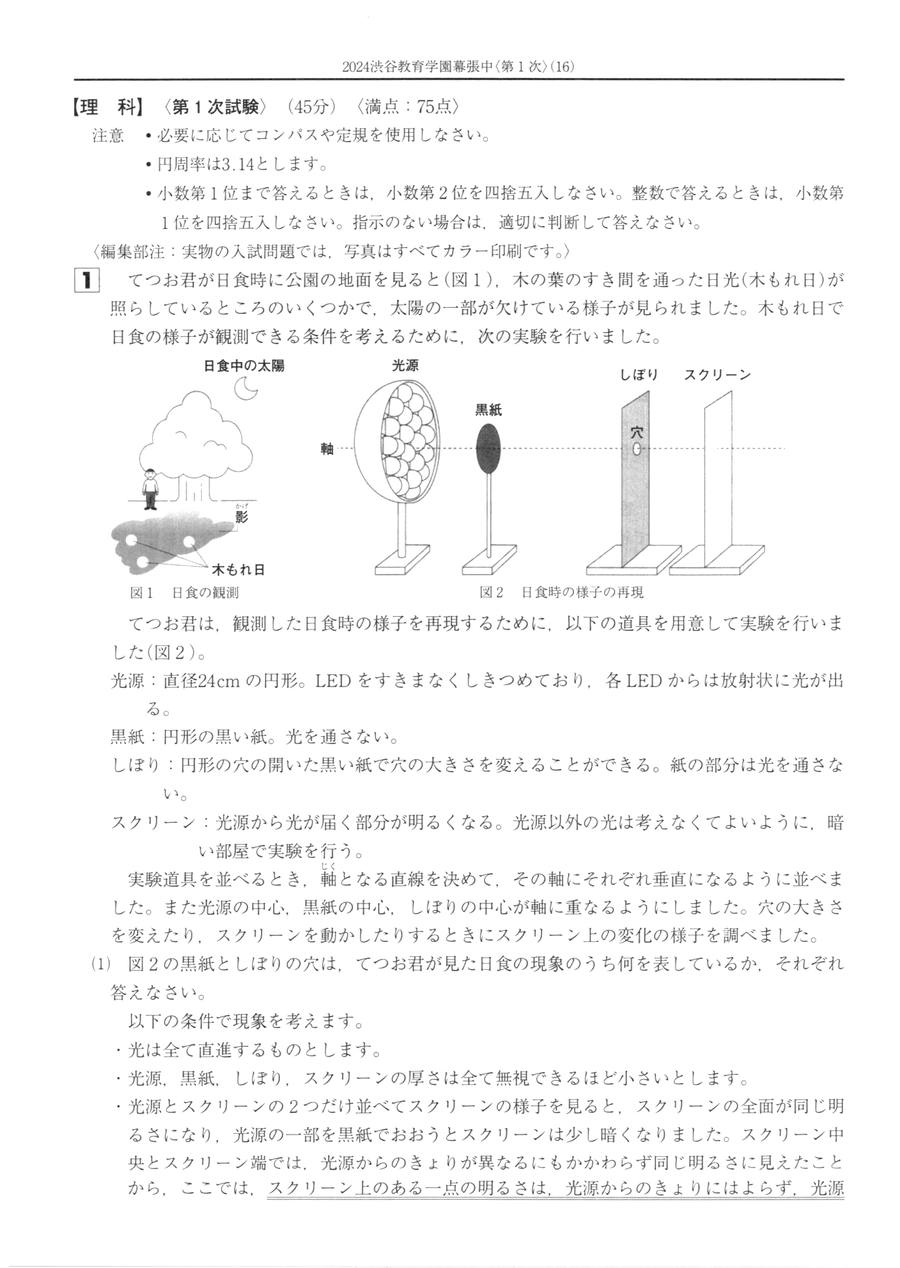 2024渋谷教育学園幕張中〈第1次〉(16)
【理　科】〈第1次試験〉（45分）〈満点：75点〉
注意　・必要に応じてコンパスや定規を使用しなさい。
・円周率は3.14とします。
・小数第1位まで答えるときは，小数第2位を四捨五入しなさい。整数で答えるときは，小数第
1位を四捨五入しなさい。指示のない場合は，適切に判断して答えなさい。
〈編集部注：実物の入試問題では，写真はすべてカラー印刷です。〉
1　てつお君が日食時に公園の地面を見ると(図1)，木の葉のすき間を通った日光(木もれ日)が
照らしているところのいくつかで，太陽の一部が欠けている様子が見られました。木もれ日で
日食の様子が観測できる条件を考えるために，次の実験を行いました。
日食中の太陽
かげ
影
木もれ日
図1　日食の観測
光源
黒紙
しぼり
スクリーン
穴
軸
図2　日食時の様子の再現
てつお君は，観測した日食時の様子を再現するために，以下の道具を用意して実験を行いま
した(図2)。
光源：直径24cmの円形。LEDをすきまなくしきつめており，各LEDからは放射状に光が出
る。
黒紙：円形の黒い紙。光を通さない。
しぼり：円形の穴の開いた黒い紙で穴の大きさを変えることができる。紙の部分は光を通さな
い。
スクリーン：光源から光が届く部分が明るくなる。光源以外の光は考えなくてよいように，暗
い部屋で実験を行う。
じく
実験道具を並べるとき，軸となる直線を決めて，その軸にそれぞれ垂直になるように並べま
した。また光源の中心，黒紙の中心，しぼりの中心が軸に重なるようにしました。穴の大きさ
を変えたり，スクリーンを動かしたりするときにスクリーン上の変化の様子を調べました。
(1)　図2の黒紙としぼりの穴は，てつお君が見た日食の現象のうち何を表しているか，それぞれ
答えなさい。
以下の条件で現象を考えます。
・光は全て直進するものとします。
・光源，黒紙，しぼり，スクリーンの厚さは全て無視できるほど小さいとします。
・光源とスクリーンの2つだけ並べてスクリーンの様子を見ると，スクリーンの全面が同じ明
るさになり，光源の一部を黒紙でおおうとスクリーンは少し暗くなりました。スクリーン中
央とスクリーン端では，光源からのきょりが異なるにもかかわらず同じ明るさに見えたこと
から，ここでは，スクリーン上のある一点の明るさは，光源からのきょりにはよらず，光源